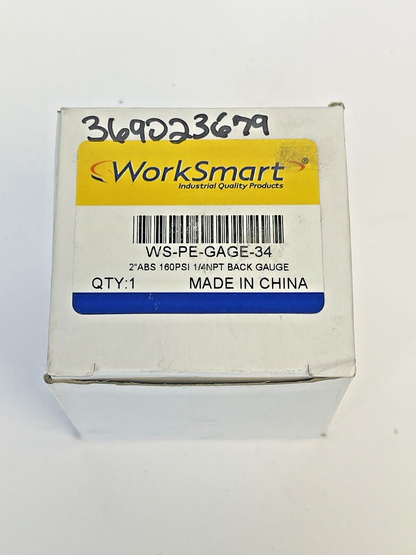 369023679
WorkSmart®
Industrial Quality Products
WS-PE-GAGE-34
2"ABS 160PSI 1/4NPT BACK GAUGE
QTY:1 MADE IN CHINA